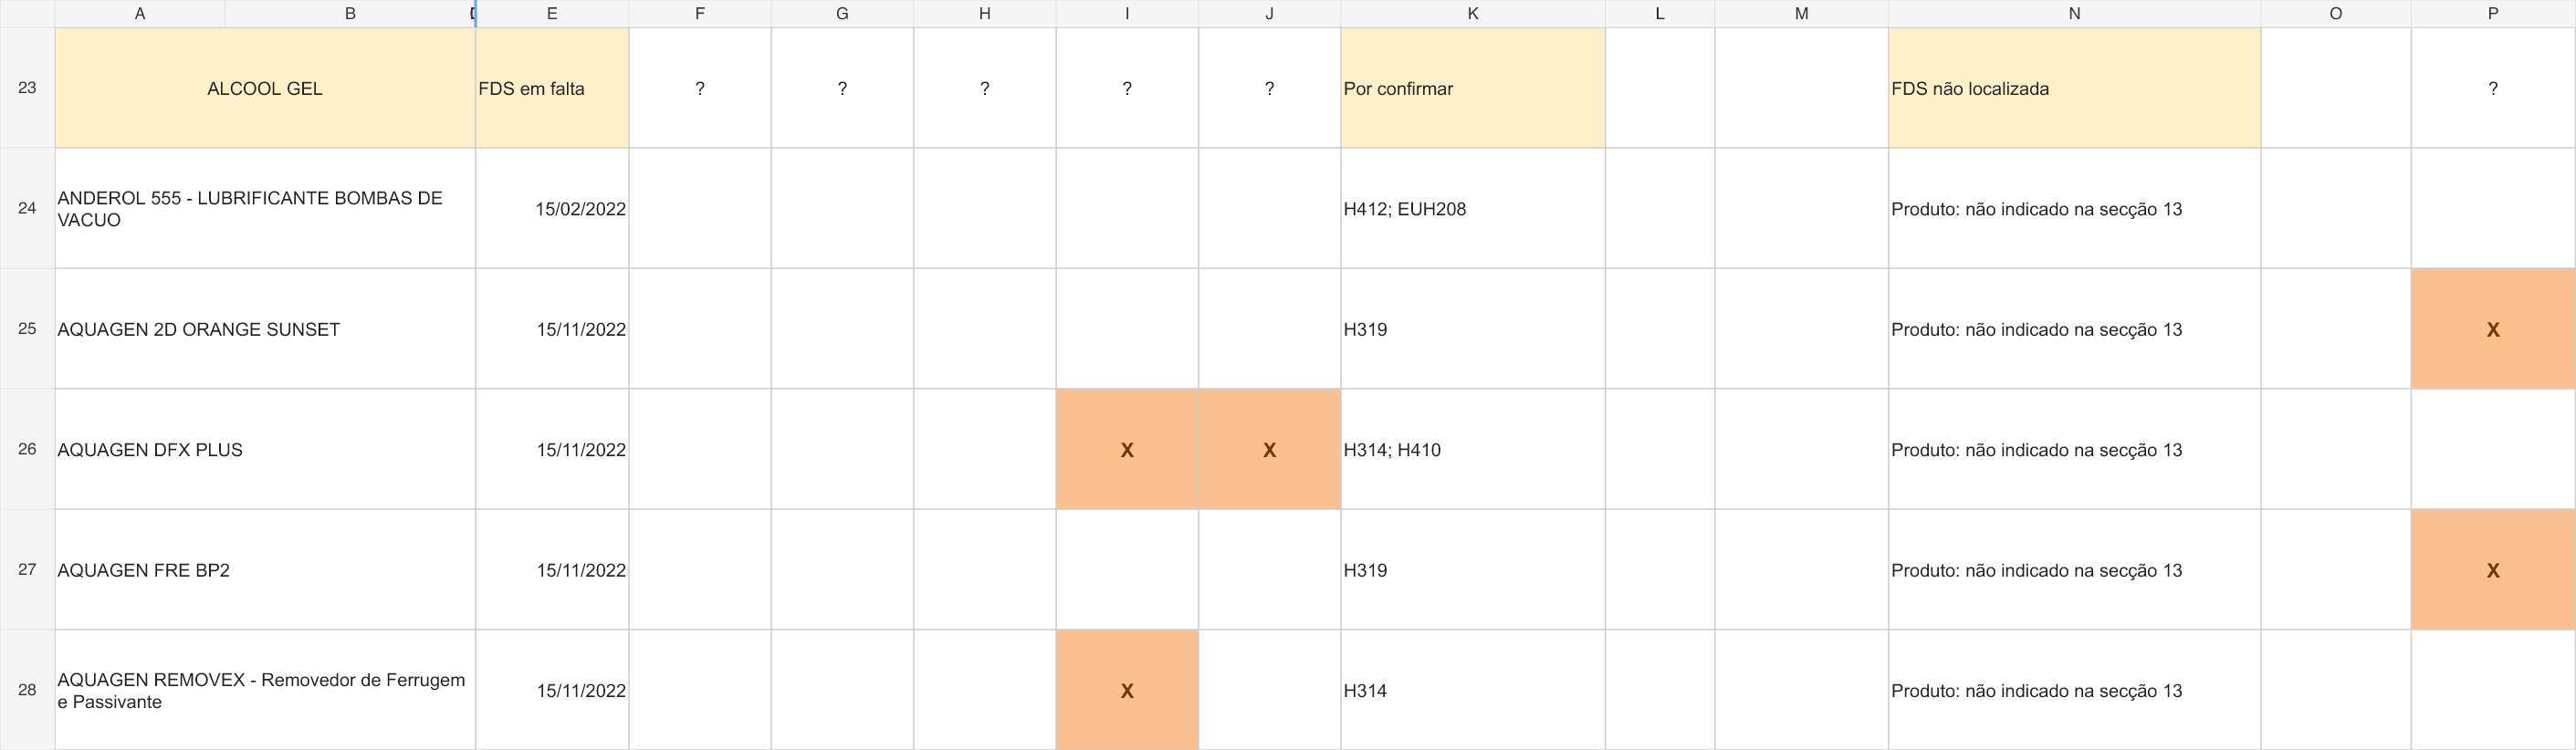 A B E F G H I J K L M N O P
23 ALCOOL GEL FDS em falta ? ? ? ? ? Por confirmar FDS não localizada ?
24 ANDEROL 555 - LUBRIFICANTE BOMBAS DE VACUO 15/02/2022 H412; EUH208 Produto: não indicado na secção 13
25 AQUAGEN 2D ORANGE SUNSET 15/11/2022 H319 Produto: não indicado na secção 13 X
26 AQUAGEN DFX PLUS 15/11/2022 X X H314; H410 Produto: não indicado na secção 13
27 AQUAGEN FRE BP2 15/11/2022 H319 Produto: não indicado na secção 13 X
28 AQUAGEN REMOVEX - Removedor de Ferrugem e Passivante 15/11/2022 X H314 Produto: não indicado na secção 13